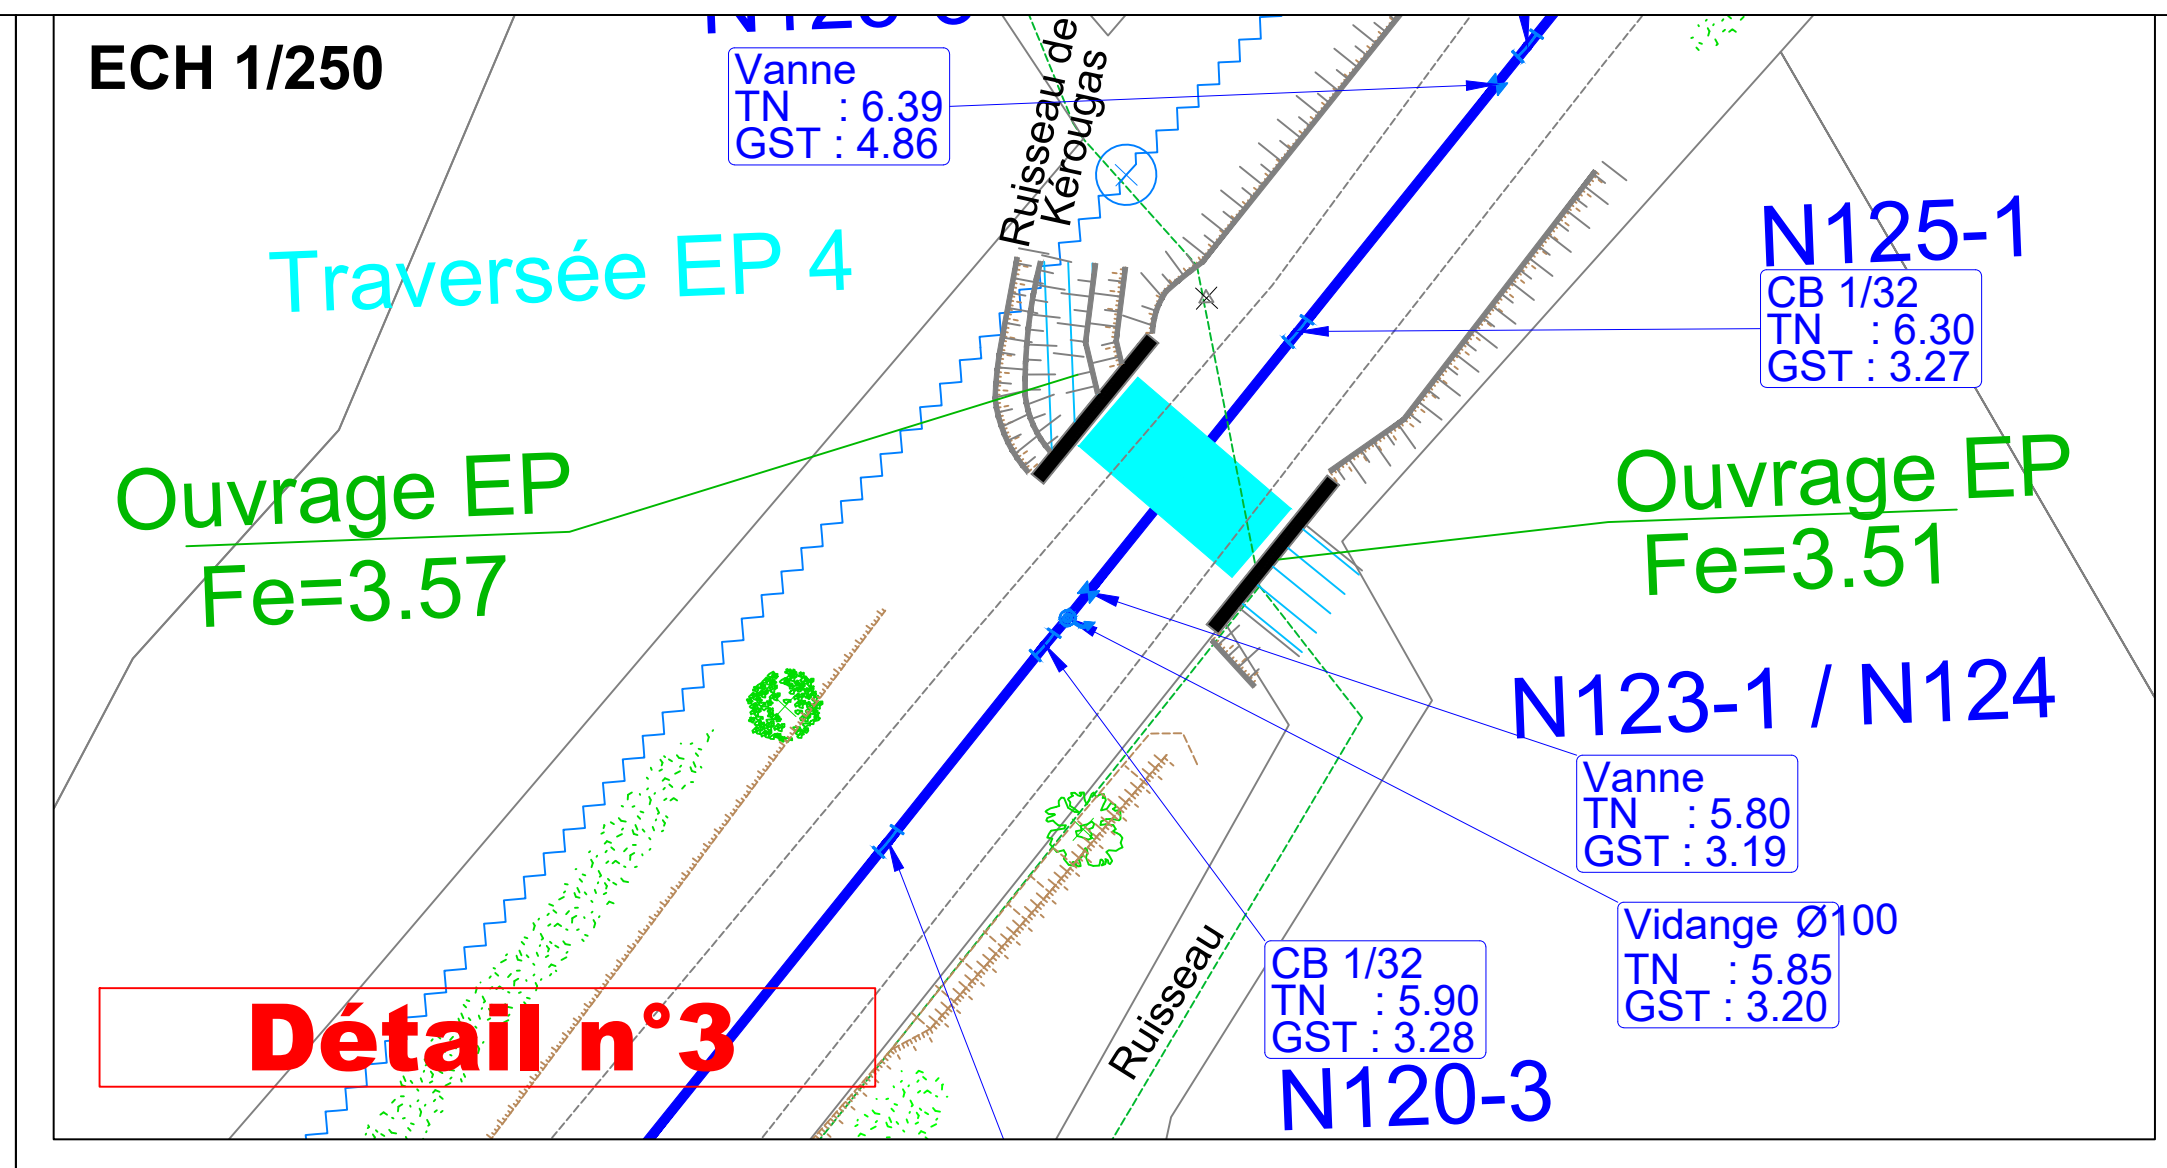 ECH 1/250
Vanne
TN : 6.39
GST : 4.86
Ruisseau de
Kérougas
Traversée EP 4
N125-1
CB 1/32
TN : 6.30
GST : 3.27
Ouvrage EP
Fe=3.57
Ouvrage EP
Fe=3.51
N123-1 / N124
Vanne
TN : 5.80
GST : 3.19
Vidange Ø100
TN : 5.85
GST : 3.20
CB 1/32
TN : 5.90
GST : 3.28
N120-3
Ruisseau
Détail n°3